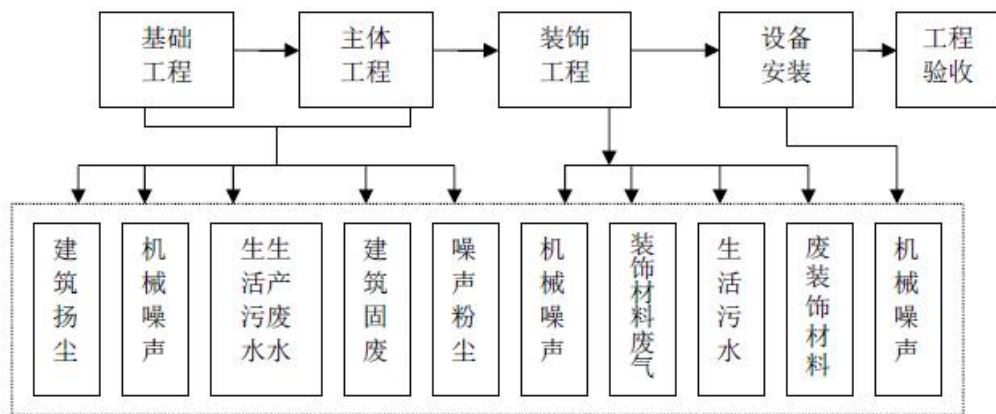 基础
工程
主体
工程
装饰
工程
设备
安装
工程
验收
建筑扬尘
机械噪声
生产废水
生活污水
建筑固废
噪声粉尘
机械噪声
装饰材料废气
生活污水
废装饰材料
机械噪声